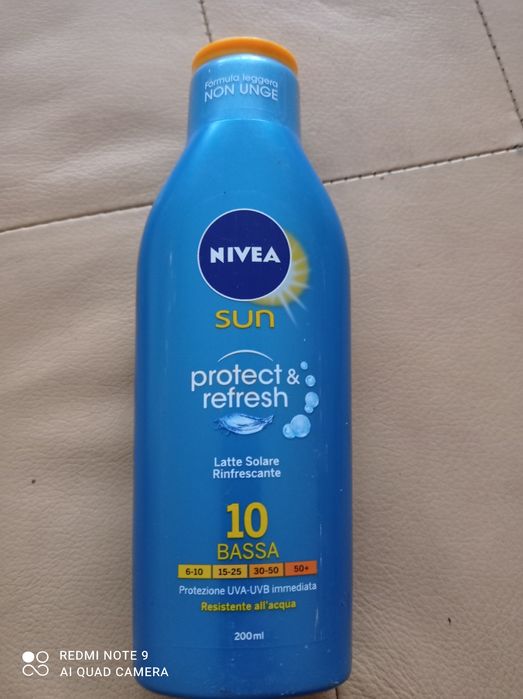 Formula leggera
NON UNGE
NIVEA
sun
protect &
refresh
Latte Solare
Rinfrescante
10
BASSA
6-10 15-25 30-50 50+
Protezione UVA-UVB immediata
Resistente all'acqua
200ml
REDMI NOTE 9
AI QUAD CAMERA